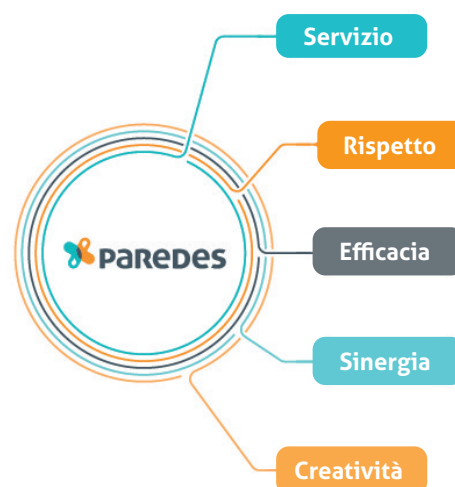 Servizio
Rispetto
PAREDES
Efficacia
Sinergia
Creatività